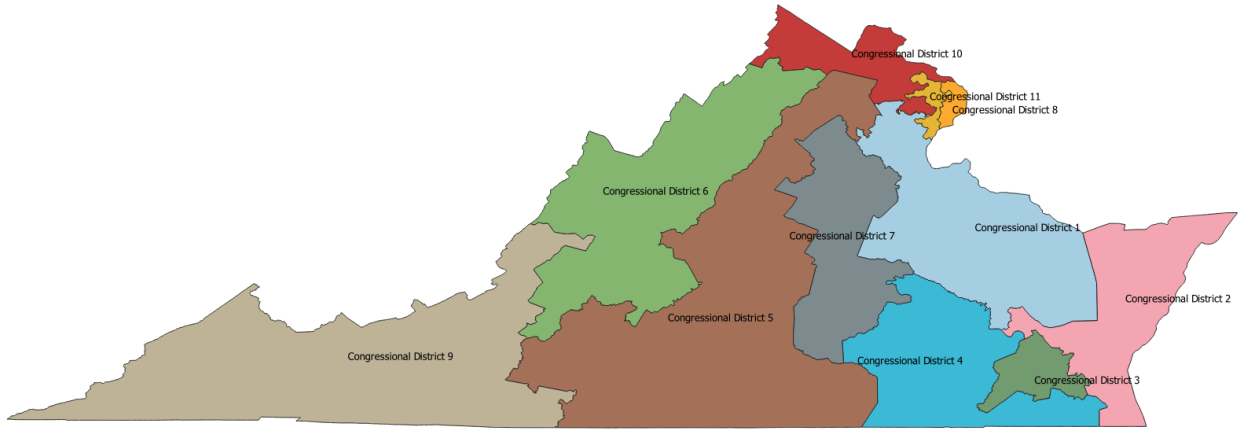 Congressional District 10
Congressional District 11
Congressional District 8
Congressional District 6
Congressional District 1
Congressional District 7
Congressional District 2
Congressional District 5
Congressional District 9
Congressional District 4
Congressional District 3